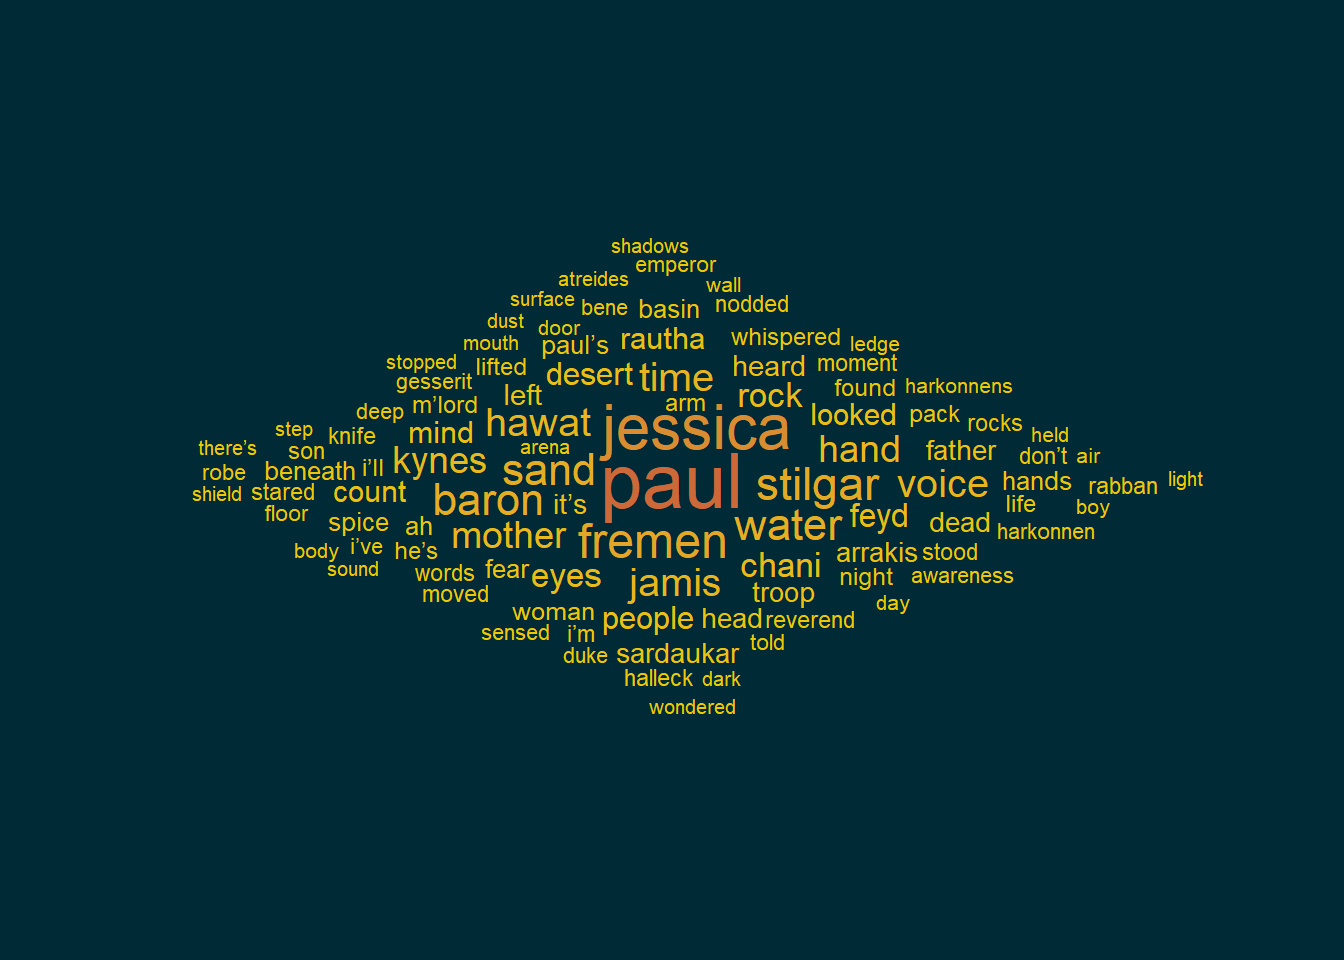 shadows
emperor
atreides
wall
surface
bene
basin
nodded
dust
door
mouth
paul’s
rautha
whispered
ledge
stopped
lifted
desert
time
heard
moment
gesserit
left
arm
rock
found
harkonnens
deep
m’lord
hawat
jessica
looked
pack
rocks
step
knife
mind
arena
hand
father
held
there’s
son
don’t
air
robe
beneath
i’ll
kynes
sand
paul
stilgar
voice
hands
rabban
light
shield
stared
count
baron
it’s
life
boy
floor
spice
ah
mother
fremen
water
feyd
dead
harkonnen
body
i’ve
he’s
chani
arrakis
stood
sound
words
fear
eyes
jamis
troop
night
awareness
moved
day
woman
people
head
reverend
sensed
i’m
told
duke
sardaukar
halleck
dark
wondered